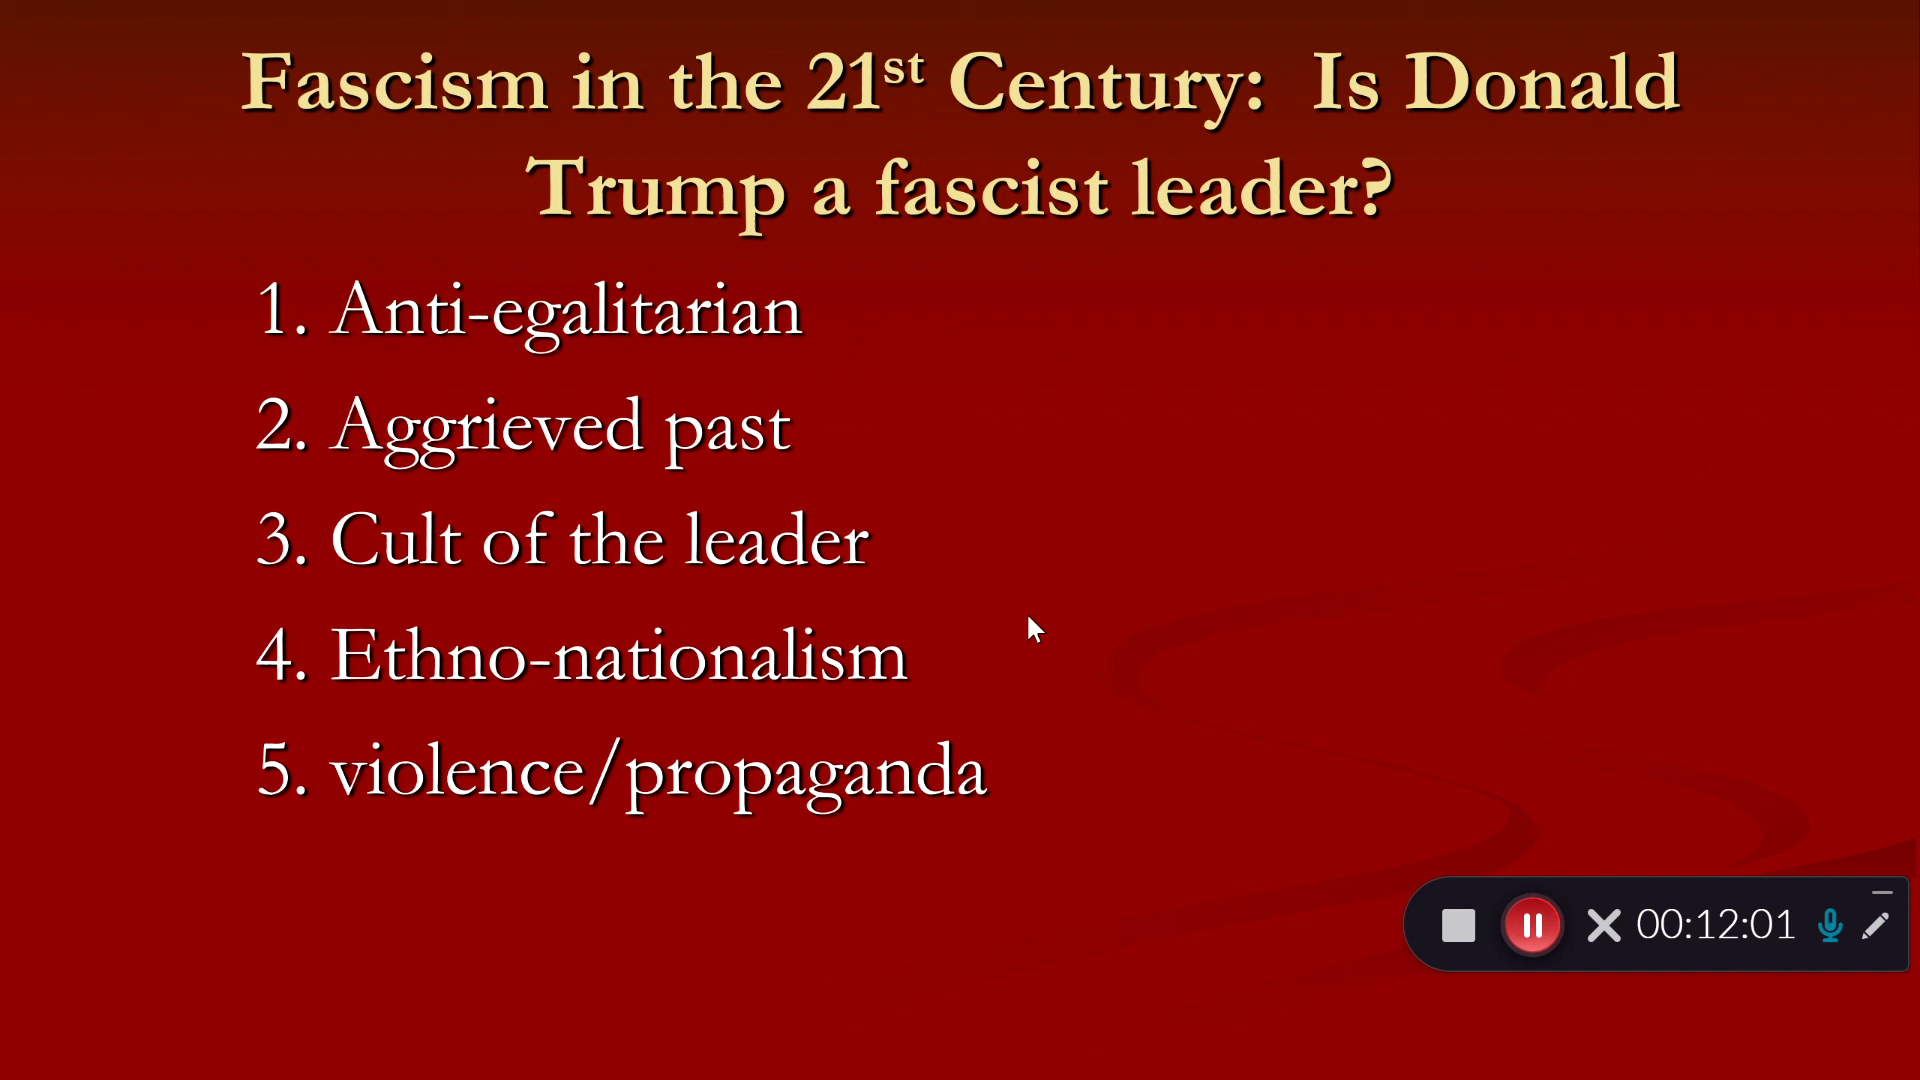 Fascism in the 21st Century: Is Donald
Trump a fascist leader?
1. Anti-egalitarian
2. Aggrieved past
3. Cult of the leader
4. Ethno-nationalism
5. violence/propaganda
00:12:01